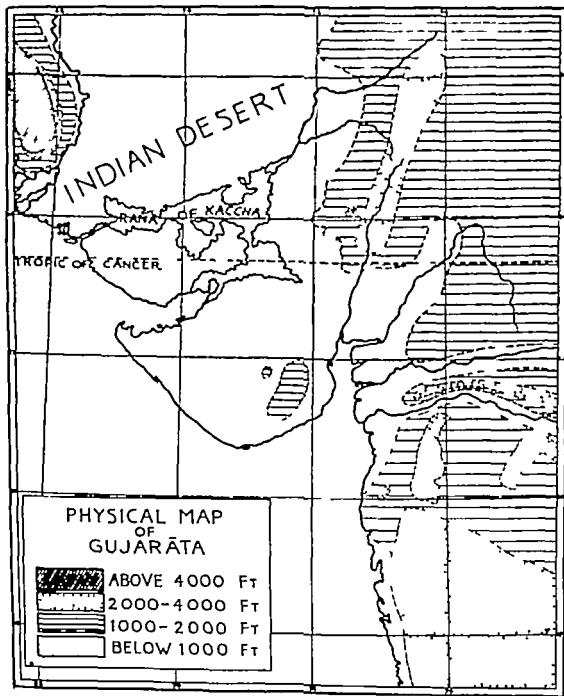 INDIAN DESERT
RANA OF KACCHA
TROPIC OF CANCER
PHYSICAL MAP
OF
GUJARĀTA
ABOVE 4000 FT
2000-4000 FT
1000-2000 FT
BELOW 1000 FT